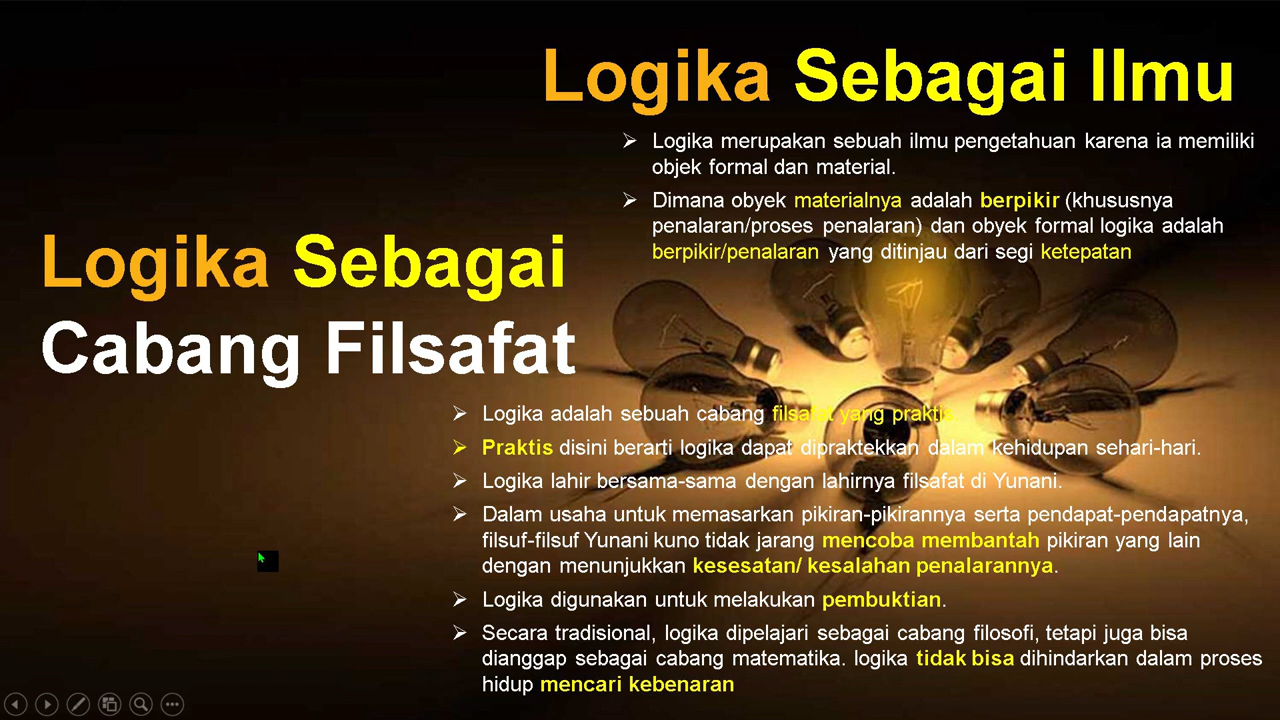 Logika Sebagai Ilmu
➢ Logika merupakan sebuah ilmu pengetahuan karena ia memiliki
objek formal dan material.
➢ Dimana obyek materialnya adalah berpikir (khususnya
penalaran/proses penalaran) dan obyek formal logika adalah
berpikir/penalaran yang ditinjau dari segi ketepatan
Logika Sebagai
Cabang Filsafat
➢ Logika adalah sebuah cabang filsafat yang praktis.
➢ Praktis disini berarti logika dapat dipraktekkan dalam kehidupan sehari-hari.
➢ Logika lahir bersama-sama dengan lahirnya filsafat di Yunani.
➢ Dalam usaha untuk memasarkan pikiran-pikirannya serta pendapat-pendapatnya,
filsuf-filsuf Yunani kuno tidak jarang mencoba membantah pikiran yang lain
dengan menunjukkan kesesatan/ kesalahan penalarannya.
➢ Logika digunakan untuk melakukan pembuktian.
➢ Secara tradisional, logika dipelajari sebagai cabang filosofi, tetapi juga bisa
dianggap sebagai cabang matematika. logika tidak bisa dihindarkan dalam proses
hidup mencari kebenaran